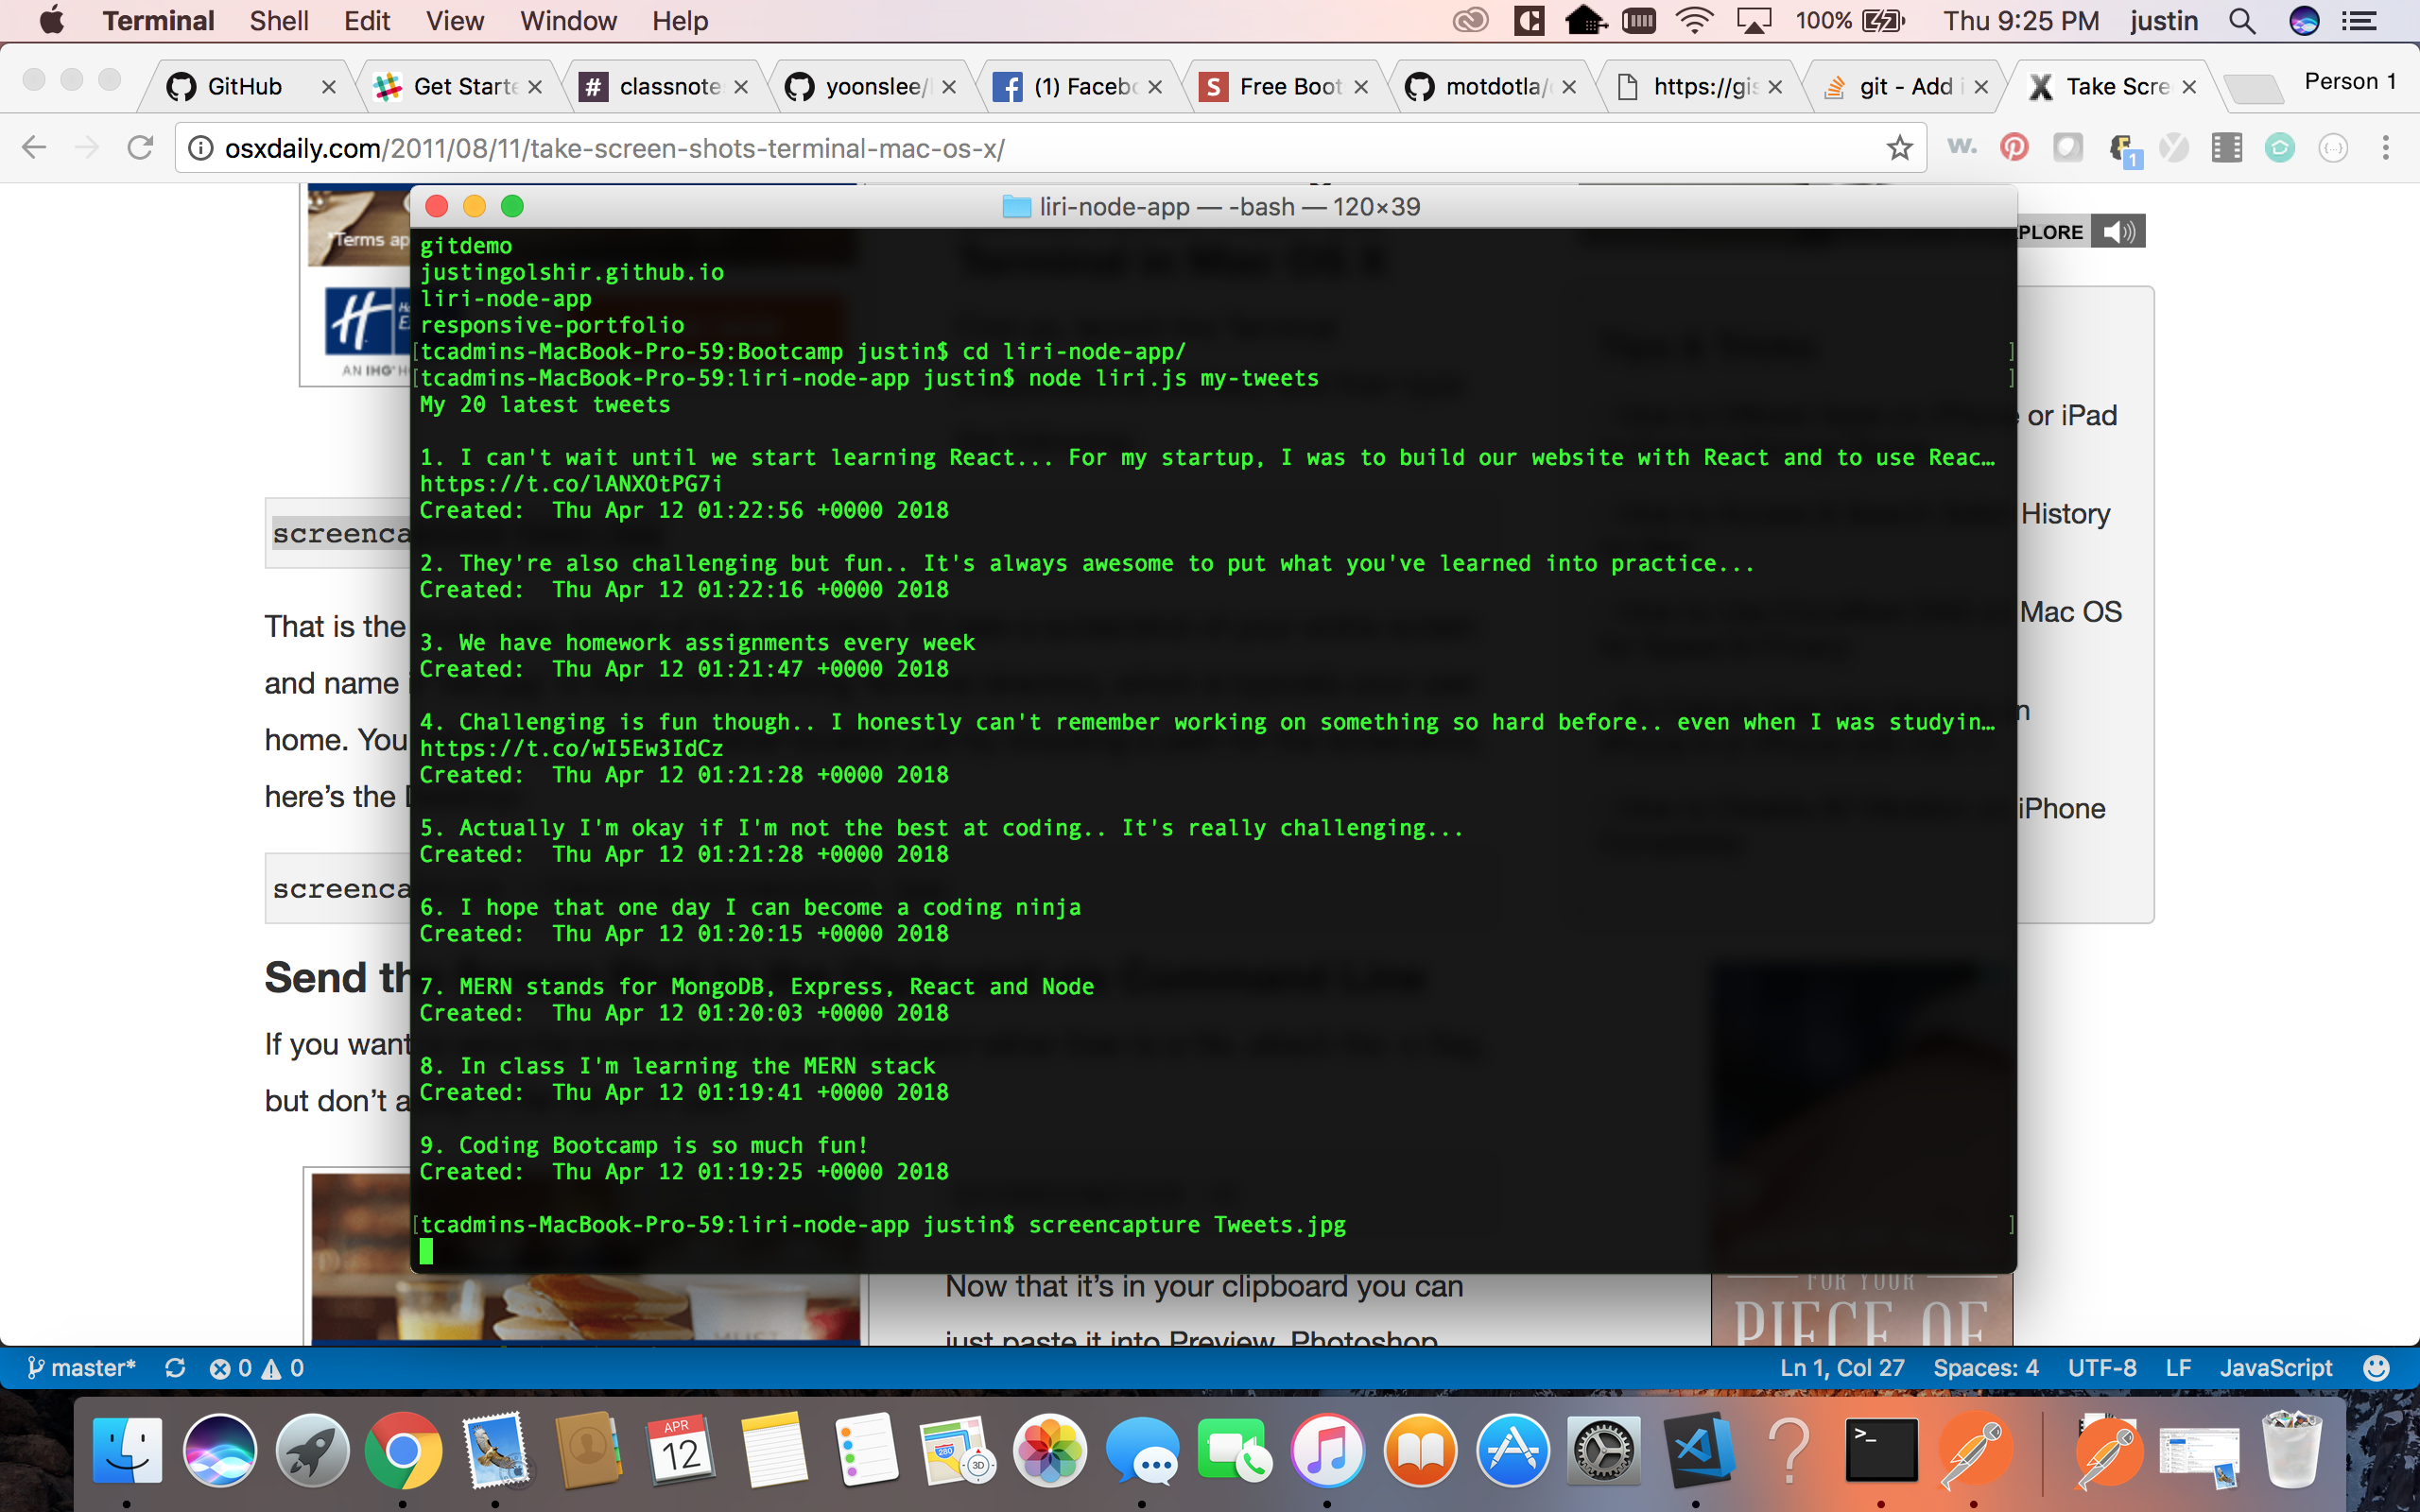 Terminal Shell Edit View Window Help 100% Thu 9:25 PM justin
GitHub Get Starte classnote yoonslee/ (1) Facebo Free Boot motdotla/ https://gis git - Add i Take Scre Person 1
osxdaily.com/2011/08/11/take-screen-shots-terminal-mac-os-x/
1
liri-node-app — -bash — 120×39
*Terms ap
AN IHG® H
PLORE
gitdemo
justingolshir.github.io
liri-node-app
responsive-portfolio
[tcadmins-MacBook-Pro-59:Bootcamp justin$ cd liri-node-app/ ]
[tcadmins-MacBook-Pro-59:liri-node-app justin$ node liri.js my-tweets ]
My 20 latest tweets
1. I can't wait until we start learning React... For my startup, I was to build our website with React and to use Reac…
https://t.co/lANXOtPG7i
Created:  Thu Apr 12 01:22:56 +0000 2018
2. They're also challenging but fun.. It's always awesome to put what you've learned into practice...
Created:  Thu Apr 12 01:22:16 +0000 2018
3. We have homework assignments every week
Created:  Thu Apr 12 01:21:47 +0000 2018
4. Challenging is fun though.. I honestly can't remember working on something so hard before.. even when I was studyin…
https://t.co/wI5Ew3IdCz
Created:  Thu Apr 12 01:21:28 +0000 2018
5. Actually I'm okay if I'm not the best at coding.. It's really challenging...
Created:  Thu Apr 12 01:21:28 +0000 2018
6. I hope that one day I can become a coding ninja
Created:  Thu Apr 12 01:20:15 +0000 2018
7. MERN stands for MongoDB, Express, React and Node
Created:  Thu Apr 12 01:20:03 +0000 2018
8. In class I'm learning the MERN stack
Created:  Thu Apr 12 01:19:41 +0000 2018
9. Coding Bootcamp is so much fun!
Created:  Thu Apr 12 01:19:25 +0000 2018
[tcadmins-MacBook-Pro-59:liri-node-app justin$ screencapture Tweets.jpg ]
screenca
That is the
and name i
home. You
here’s the
screenca
Send th
If you want
but don’t a
or iPad
History
Mac OS
n
iPhone
Now that it’s in your clipboard you can
just paste it into Preview, Photoshop,
FOR YOUR
PIECE OF
master* 0 0 Ln 1, Col 27 Spaces: 4 UTF-8 LF JavaScript
APR
12
280
3D